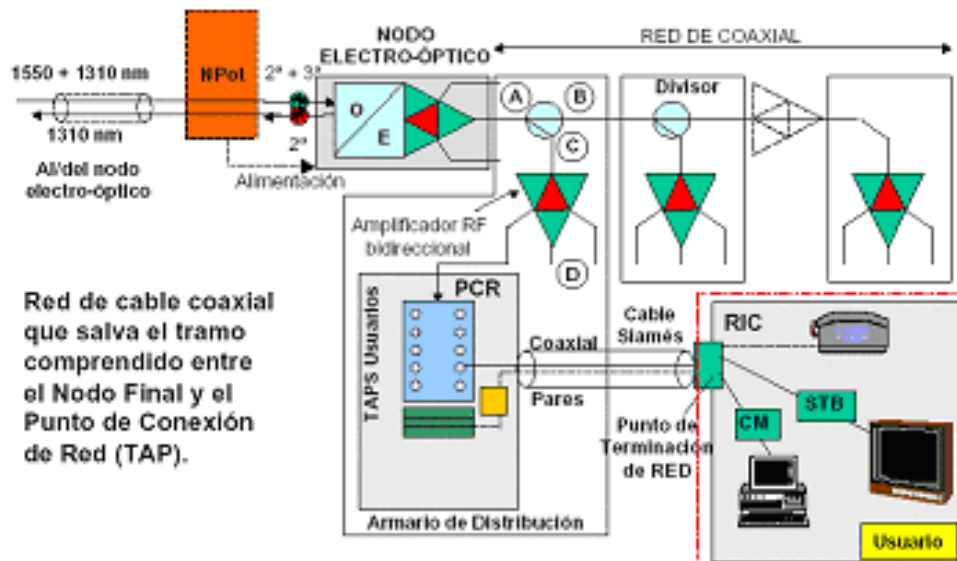 NODO
ELECTRO-ÓPTICO
RED DE COAXIAL
1550 + 1310 nm
NPot
2ª + 3ª
O
E
A
B
C
Divisor
1310 nm
2ª
Al/del nodo
electro-óptico
Alimentación
Amplificador RF
bidireccional
D
Red de cable coaxial
que salva el tramo
comprendido entre
el Nodo Final y el
Punto de Conexión
de Red (TAP).
TAPS Usuarios
PCR
Coaxial
Pares
Cable
Siamés
Punto de
Terminación
de RED
Armario de Distribución
RIC
STB
CM
Usuario